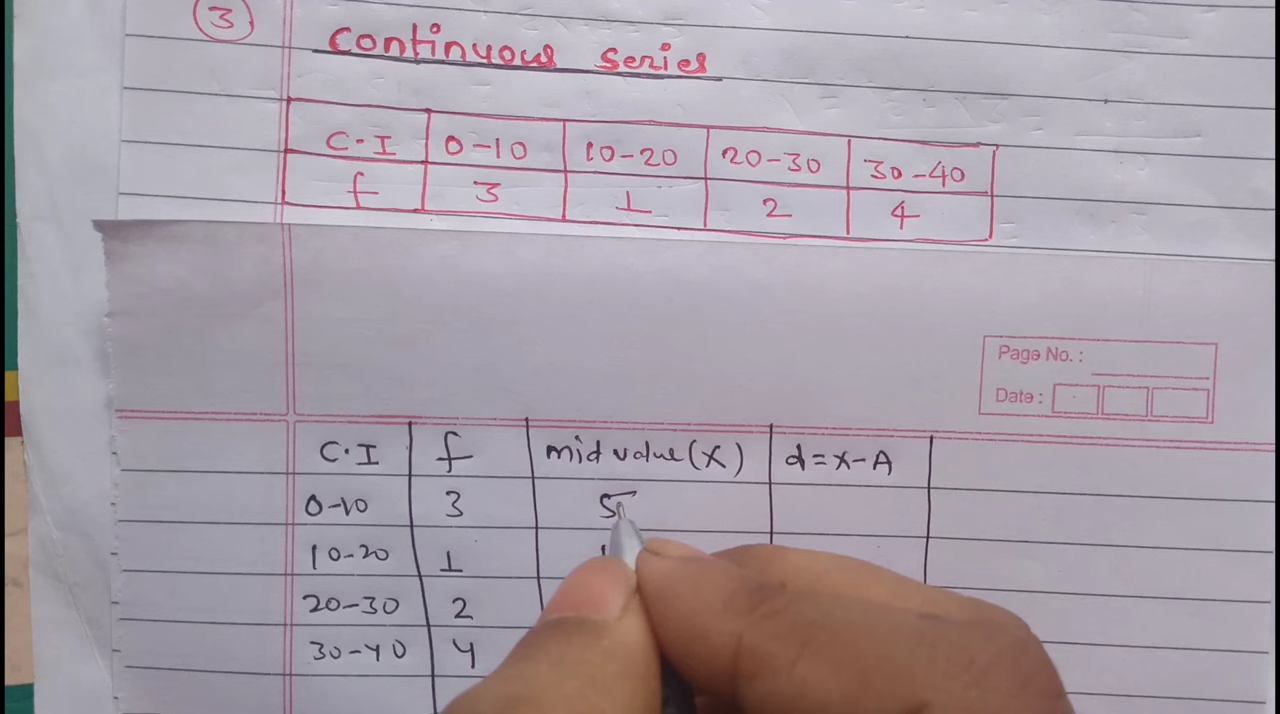 3
Continuous series
C.I 0-10 10-20 20-30 30-40
f 3 1 2 4
Page No.:
Date:
C.I f mid value (x) d=x-A
0-10 3 5
10-20 1
20-30 2
30-40 4